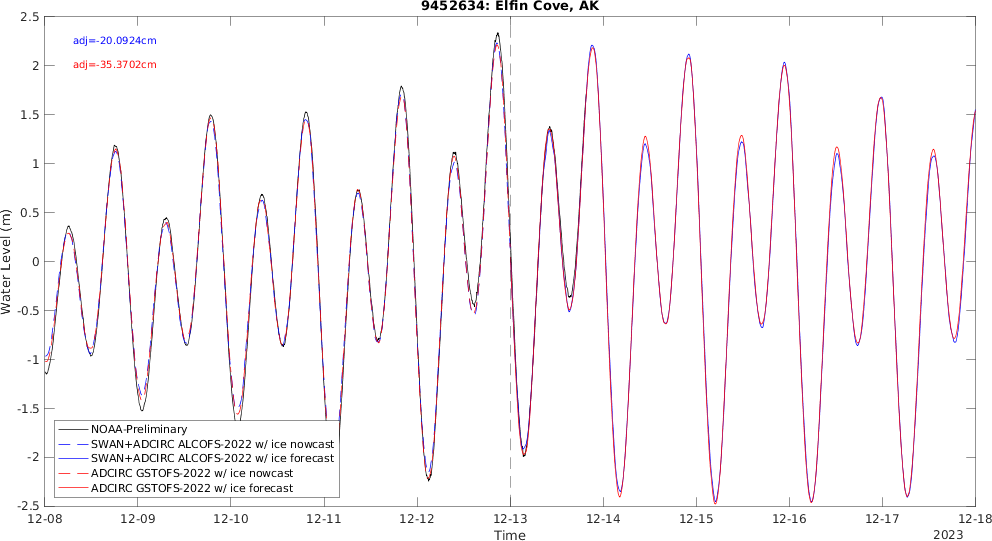 9452634: Elfin Cove, AK
adj=-20.0924cm
adj=-35.3702cm
2.5
2
1.5
1
0.5
0
-0.5
-1
-1.5
-2
-2.5
Water Level (m)
NOAA-Preliminary
SWAN+ADCIRC ALCOFS-2022 w/ ice nowcast
SWAN+ADCIRC ALCOFS-2022 w/ ice forecast
ADCIRC GSTOFS-2022 w/ ice nowcast
ADCIRC GSTOFS-2022 w/ ice forecast
12-08 12-09 12-10 12-11 12-12 12-13 12-14 12-15 12-16 12-17 12-18
Time
2023